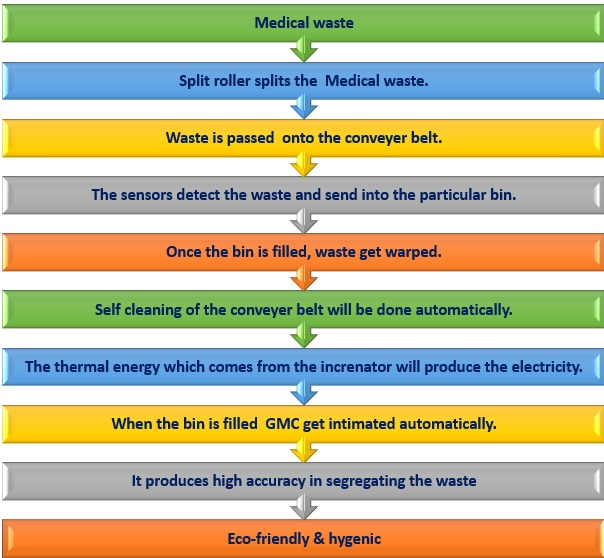 Medical waste
Split roller splits the Medical waste.
Waste is passed onto the conveyer belt.
The sensors detect the waste and send into the particular bin.
Once the bin is filled, waste get warped.
Self cleaning of the conveyer belt will be done automatically.
The thermal energy which comes from the increnator will produce the electricity.
When the bin is filled GMC get intimated automatically.
It produces high accuracy in segregating the waste
Eco-friendly & hygenic